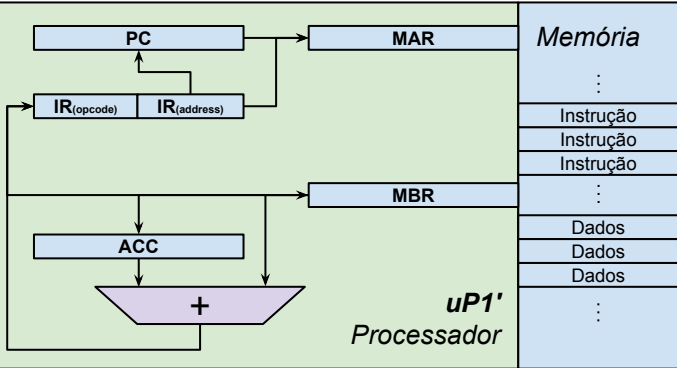 PC
MAR
Memória
IR(opcode)
IR(address)
⋮
Instrução
Instrução
Instrução
MBR
⋮
ACC
Dados
Dados
Dados
+
uP1'
Processador
⋮